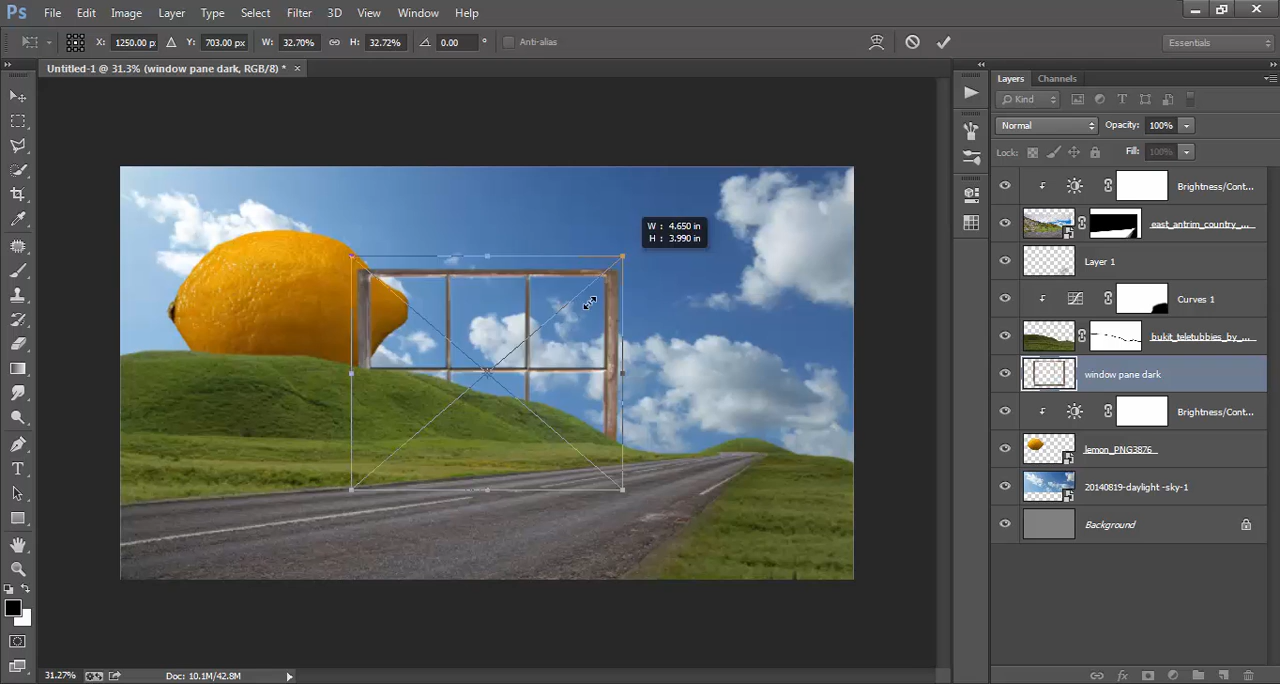 Ps File Edit Image Layer Type Select Filter 3D View Window Help
X: 1250.00 px Y: 703.00 px W: 32.70% H: 32.72% 0.00 ° Anti-alias Essentials
Untitled-1 @ 31.3% (window pane dark, RGB/8) * ×
Layers Channels
Kind
Normal Opacity: 100%
Lock: Fill: 100%
Brightness/Cont...
east_antrim_country_...
Layer 1
Curves 1
bukit_teletubbies_by_...
window pane dark
Brightness/Cont...
lemon_PNG3876
20140819-daylight -sky-1
Background
W : 4.650 in
H : 3.990 in
31.27% Doc: 10.1M/42.8M